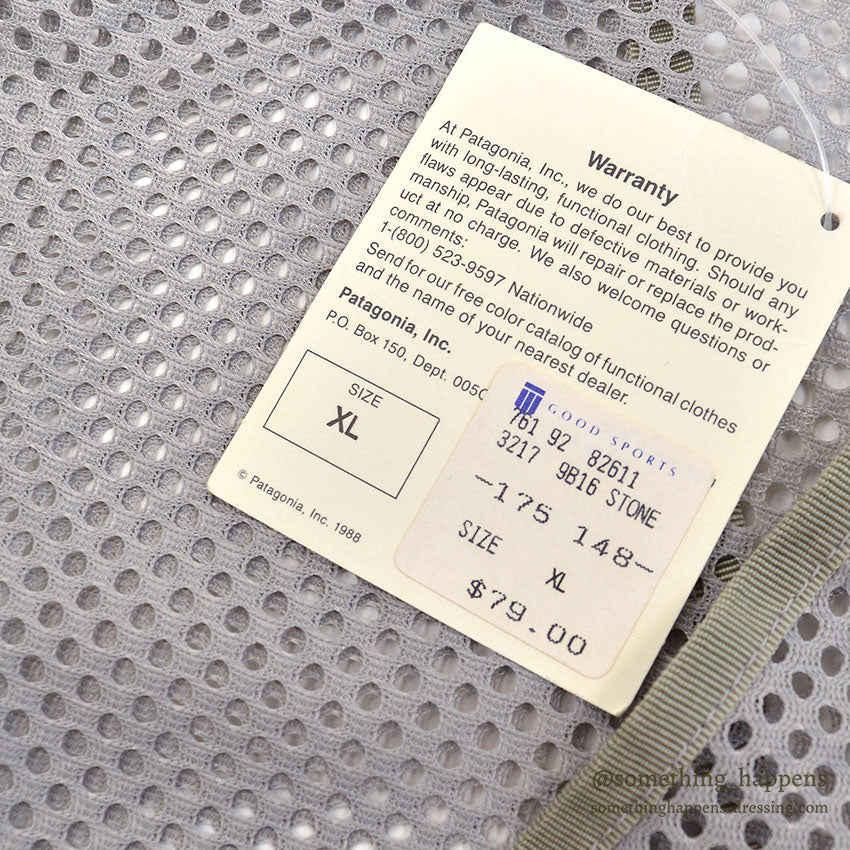 Warranty
At Patagonia, Inc., we do our best to provide you
with long-lasting, functional clothing. Should any
flaws appear due to defective materials or work-
manship, Patagonia will repair or replace the prod-
uct at no charge. We also welcome questions or
comments:
1-(800) 523-9597 Nationwide
Send for our free color catalog of functional clothes
and the name of your nearest dealer.
Patagonia, Inc.
P.O. Box 150, Dept. 005C
SIZE
XL
© Patagonia, Inc. 1988
GOOD SPORTS
761 92 82611
3217 9B16 STONE
~175 148~
SIZE
XL
$79.00
@something_happens
somethinghappensdressing.com